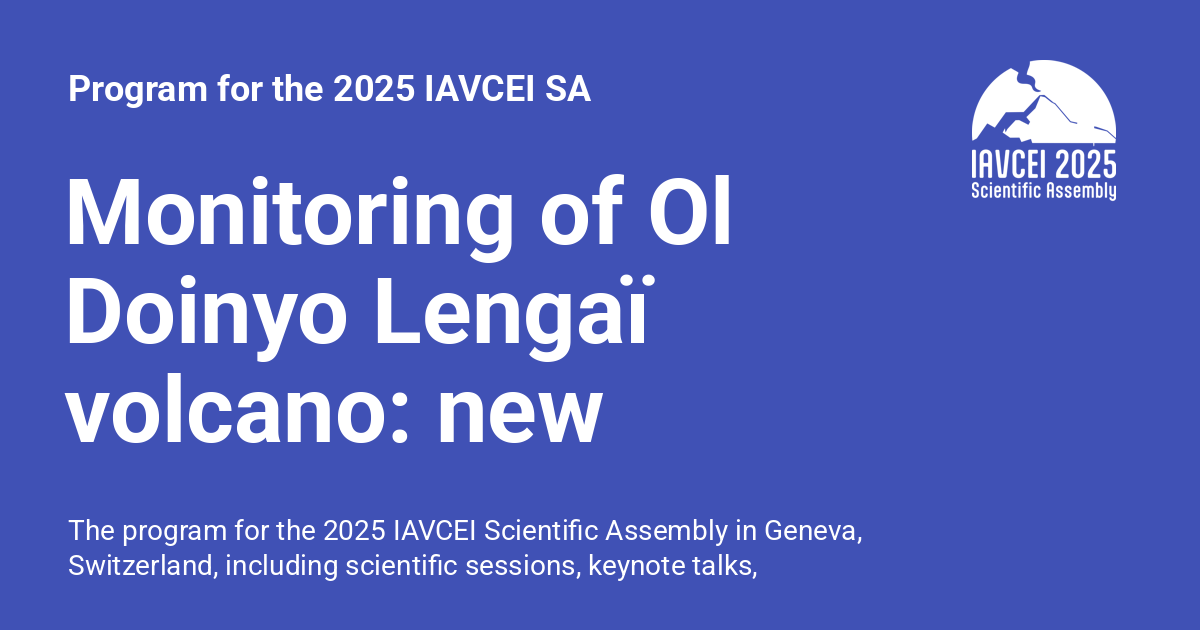 Program for the 2025 IAVCEI SA
IAVCEI 2025
Scientific Assembly
Monitoring of Ol
Doinyo Lengaï
volcano: new
The program for the 2025 IAVCEI Scientific Assembly in Geneva,
Switzerland, including scientific sessions, keynote talks,